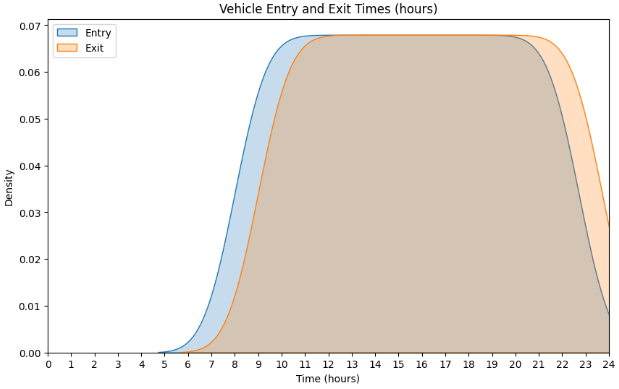 Vehicle Entry and Exit Times (hours)
Entry
Exit
0.07
0.06
0.05
0.04
0.03
0.02
0.01
0.00
Density
0 1 2 3 4 5 6 7 8 9 10 11 12 13 14 15 16 17 18 19 20 21 22 23 24
Time (hours)